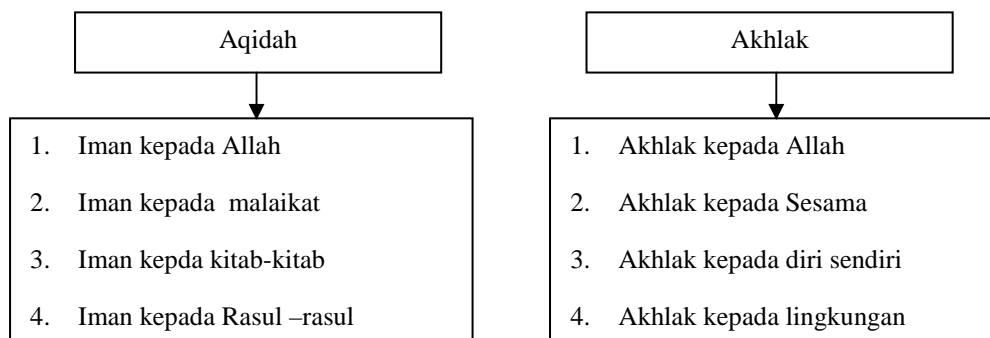 Aqidah
1. Iman kepada Allah
2. Iman kepada malaikat
3. Iman kepda kitab-kitab
4. Iman kepada Rasul –rasul
Akhlak
1. Akhlak kepada Allah
2. Akhlak kepada Sesama
3. Akhlak kepada diri sendiri
4. Akhlak kepada lingkungan